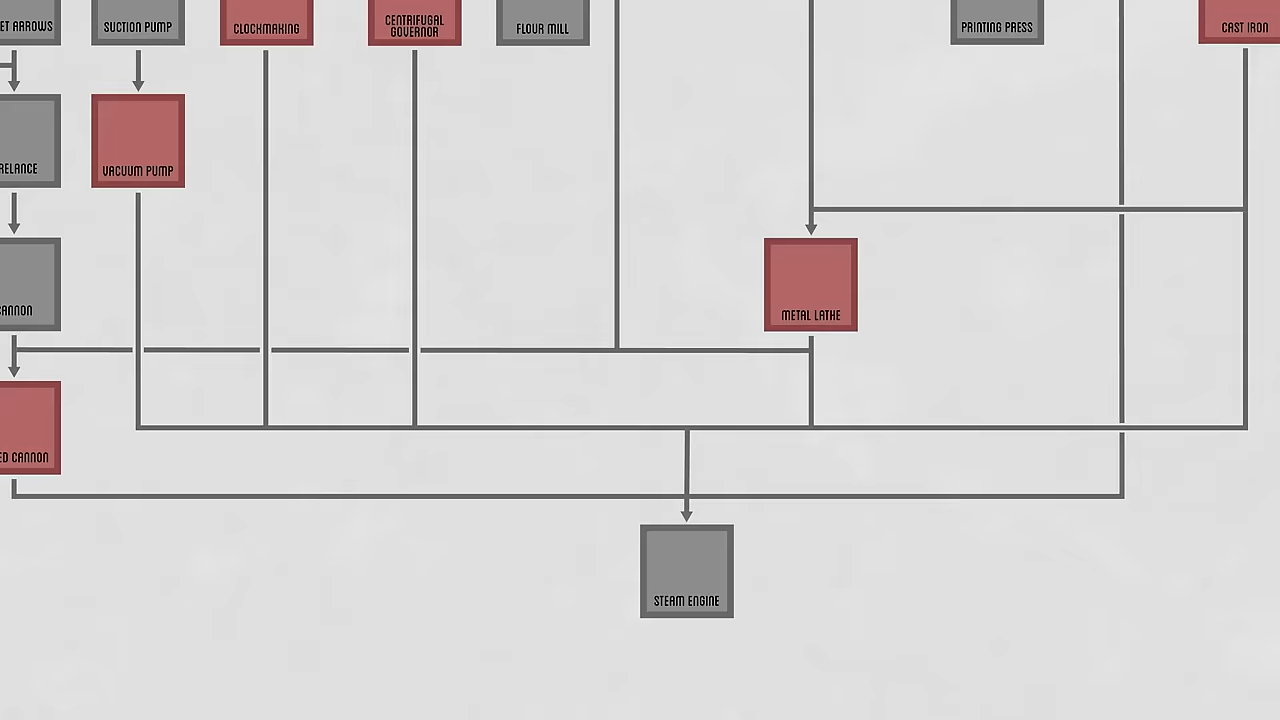 ET ARROWS
SUCTION PUMP
CLOCKMAKING
CENTRIFUGAL
GOVERNOR
FLOUR MILL
PRINTING PRESS
CAST IRON
RELANCE
VACUUM PUMP
CANNON
METAL LATHE
ED CANNON
STEAM ENGINE